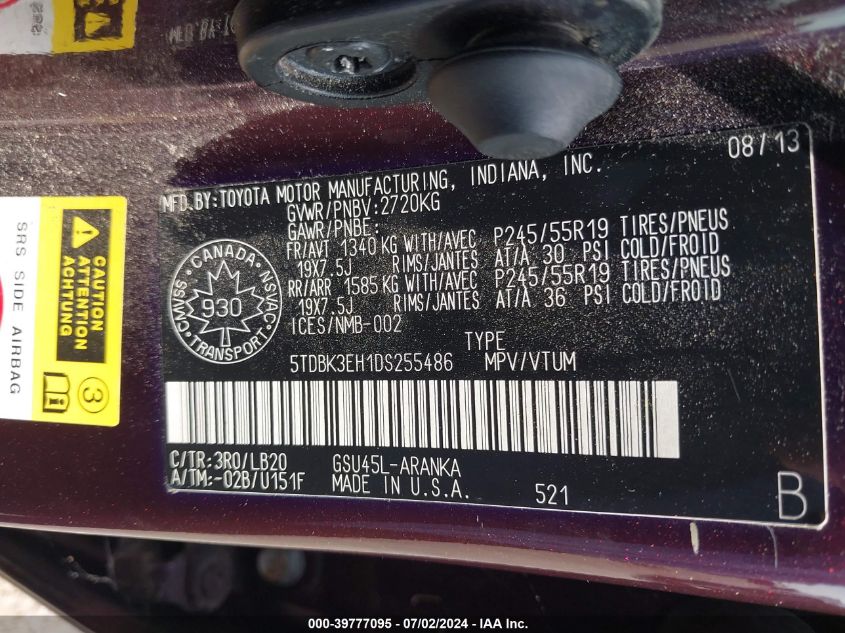 08/13
MFD.BY:TOYOTA MOTOR MANUFACTURING, INDIANA, INC.
GVWR/PNBV:2720KG
GAWR/PNBE:
FR/AVT 1340 KG WITH/AVEC P245/55R19 TIRES/PNEUS
19X7.5J RIMS/JANTES AT/A 30 PSI COLD/FROID
RR/ARR 1585 KG WITH/AVEC P245/55R19 TIRES/PNEUS
19X7.5J RIMS/JANTES AT/A 36 PSI COLD/FROID
ICES/NMB-002
CANADA
CMVSS 930 NSVAC
TRANSPORT
TYPE
5TDBK3EH1DS255486 MPV/VTUM
C/TR:3R0/LB20 GSU45L-ARANKA
A/TM:-02B/U151F MADE IN U.S.A. 521
B
SRS SIDE AIRBAG
CAUTION
ATTENTION
ACHTUNG
3
000-39777095 - 07/02/2024 - IAA Inc.